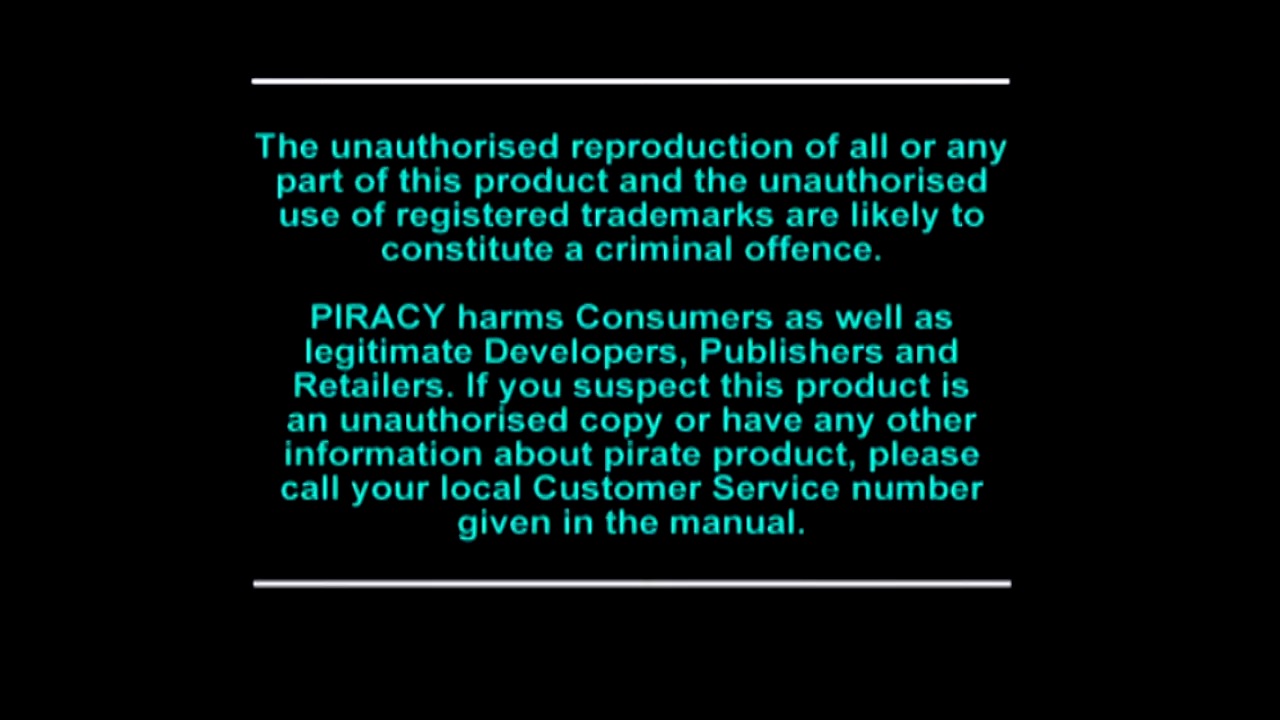 The unauthorised reproduction of all or any
part of this product and the unauthorised
use of registered trademarks are likely to
constitute a criminal offence.
PIRACY harms Consumers as well as
legitimate Developers, Publishers and
Retailers. If you suspect this product is
an unauthorised copy or have any other
information about pirate product, please
call your local Customer Service number
given in the manual.